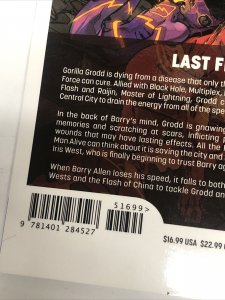 LAST F
Gorilla Grodd is dying from a disease that only th
Force can cure. Allied with Black Hole, Multiplex,
Flash and Raijin, Master of Lightning, Grodd c
Central City to drain the energy from all of the spe
In the back of Barry's mind, Grodd is gnawing
memories and scratching at scars, inflicting
wounds that may have lasting effects. All the F
Man Alive can think about is saving the city and
Iris West, who is finally beginning to trust Barry ag
When Barry Allen loses his speed, it falls to both
Wests and the Flash of China to tackle Grodd an
51699>
9 781401 284527
$16.99 USA $22.99